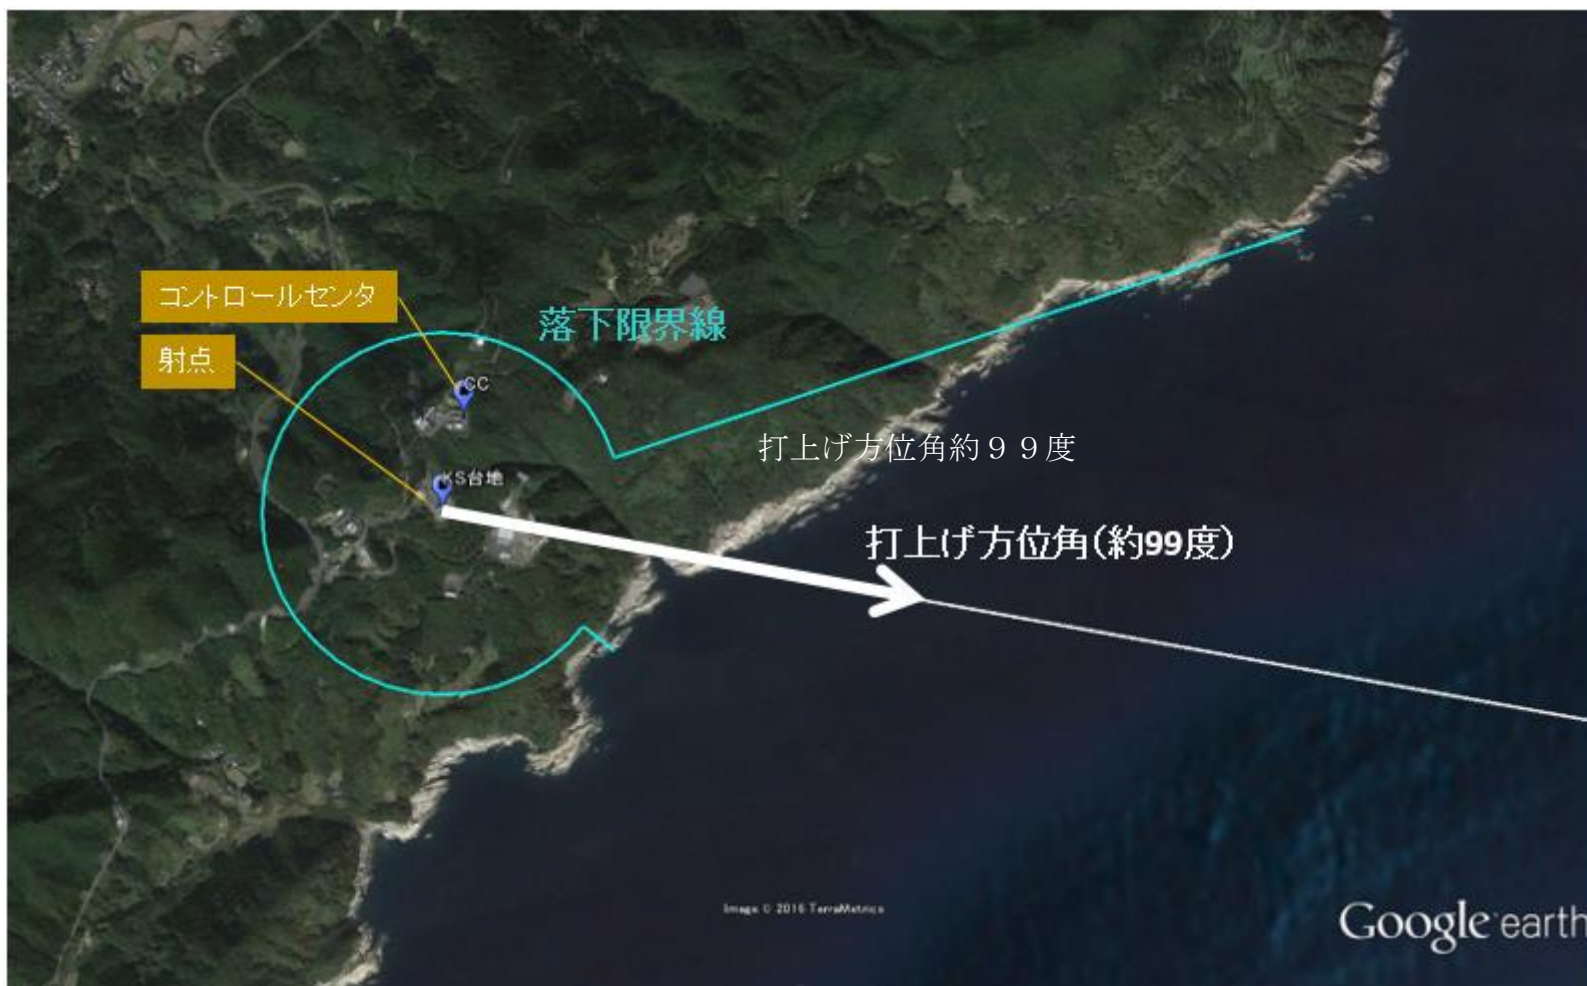 コントロールセンタ
落下限界線
射点
CC
打上げ方位角約９９度
KS台地
打上げ方位角(約99度)
Image © 2016 TerraMetrics
Google earth